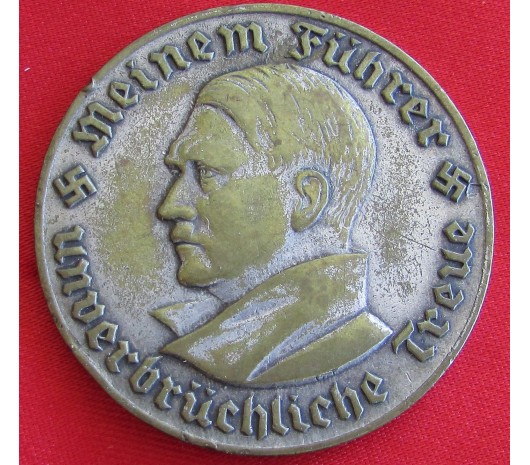 Meinem Führer
unverbrüchliche Treue